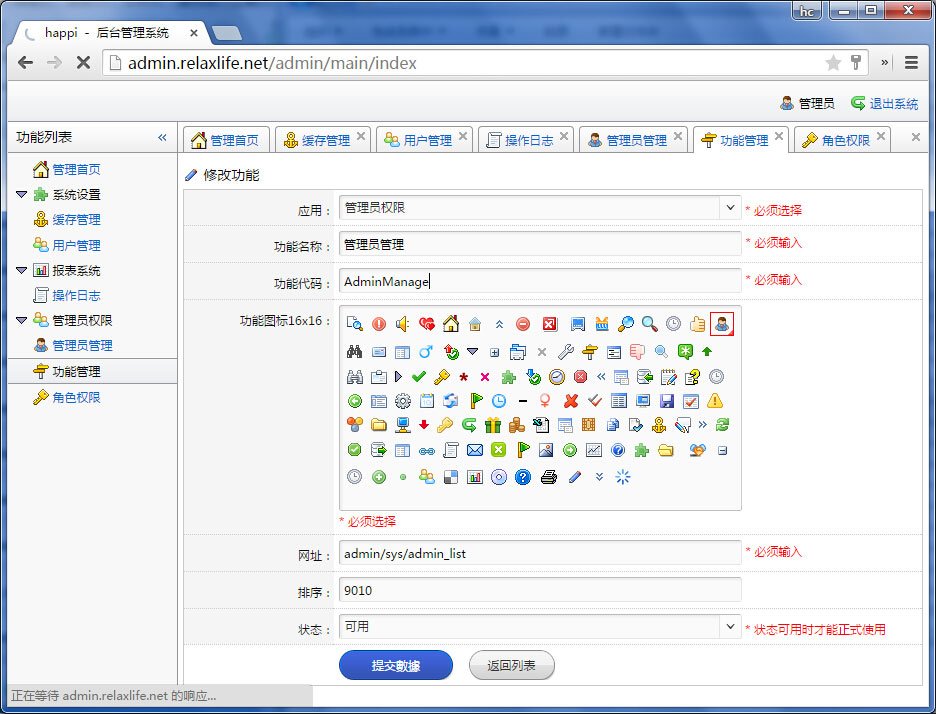 hc
happi - 后台管理系统
admin.relaxlife.net/admin/main/index
管理员 退出系统
功能列表 «
管理首页 缓存管理 用户管理 操作日志 管理员管理 功能管理 角色权限
管理首页
系统设置
缓存管理
用户管理
报表系统
操作日志
管理员权限
管理员管理
功能管理
角色权限
修改功能
应用： 管理员权限 * 必须选择
功能名称： 管理员管理 * 必须输入
功能代码： AdminManage * 必须输入
功能图标16x16：
* 必须选择
网址： admin/sys/admin_list * 必须输入
排序： 9010
状态： 可用 * 状态可用时才能正式使用
提交數據 返回列表
正在等待 admin.relaxlife.net 的响应...